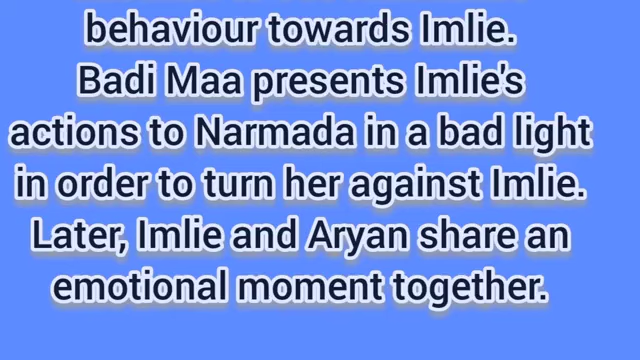 behaviour towards Imlie.
Badi Maa presents Imlie's
actions to Narmada in a bad light
in order to turn her against Imlie.
Later, Imlie and Aryan share an
emotional moment together.